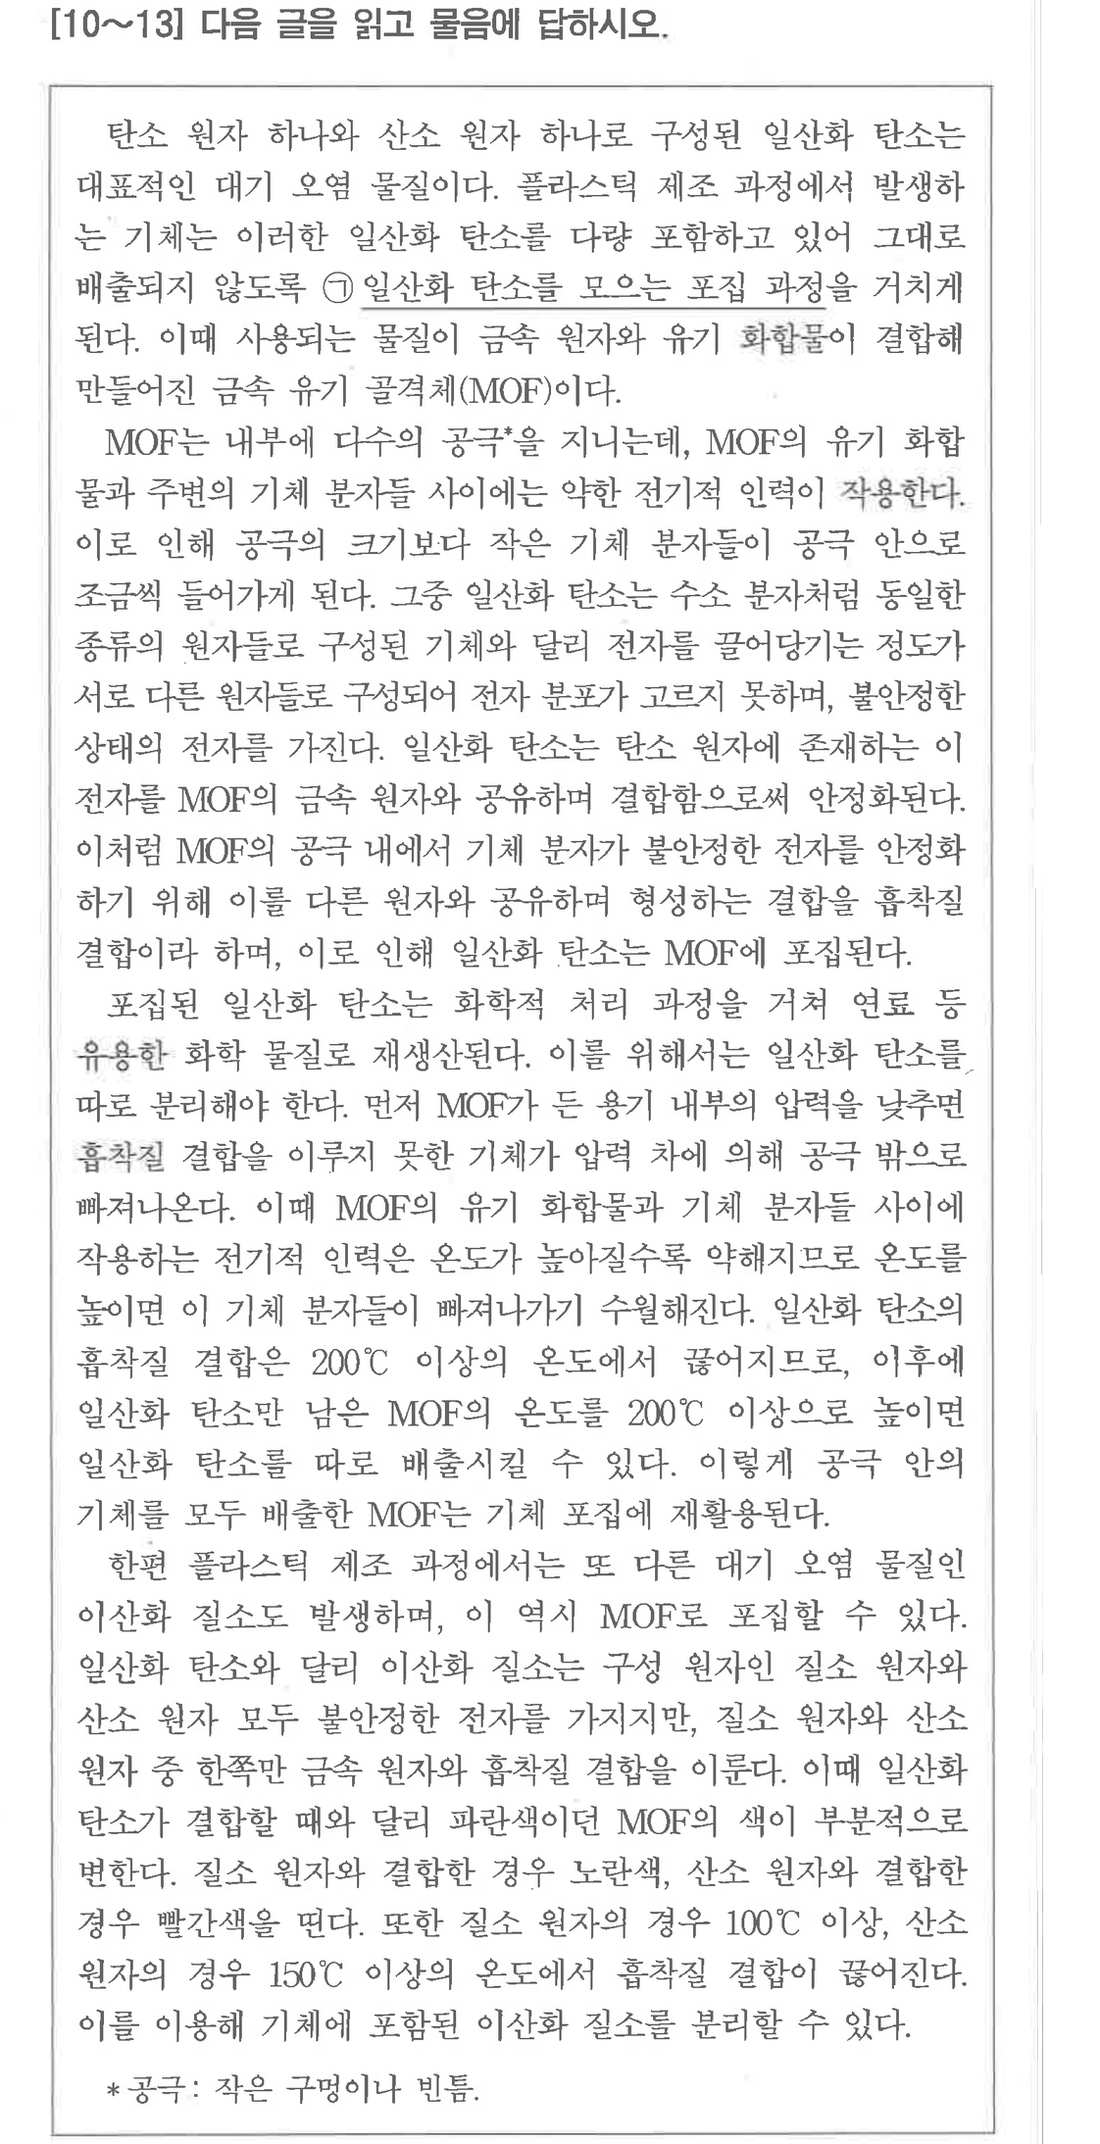 [10～13] 다음 글을 읽고 물음에 답하시오.
탄소 원자 하나와 산소 원자 하나로 구성된 일산화 탄소는
대표적인 대기 오염 물질이다. 플라스틱 제조 과정에서 발생하
는 기체는 이러한 일산화 탄소를 다량 포함하고 있어 그대로
배출되지 않도록 ㉠일산화 탄소를 모으는 포집 과정을 거치게
된다. 이때 사용되는 물질이 금속 원자와 유기 화합물이 결합해
만들어진 금속 유기 골격체(MOF)이다.
MOF는 내부에 다수의 공극*을 지니는데, MOF의 유기 화합
물과 주변의 기체 분자들 사이에는 약한 전기적 인력이 작용한다.
이로 인해 공극의 크기보다 작은 기체 분자들이 공극 안으로
조금씩 들어가게 된다. 그중 일산화 탄소는 수소 분자처럼 동일한
종류의 원자들로 구성된 기체와 달리 전자를 끌어당기는 정도가
서로 다른 원자들로 구성되어 전자 분포가 고르지 못하며, 불안정한
상태의 전자를 가진다. 일산화 탄소는 탄소 원자에 존재하는 이
전자를 MOF의 금속 원자와 공유하며 결합함으로써 안정화된다.
이처럼 MOF의 공극 내에서 기체 분자가 불안정한 전자를 안정화
하기 위해 이를 다른 원자와 공유하며 형성하는 결합을 흡착질
결합이라 하며, 이로 인해 일산화 탄소는 MOF에 포집된다.
포집된 일산화 탄소는 화학적 처리 과정을 거쳐 연료 등
유용한 화학 물질로 재생산된다. 이를 위해서는 일산화 탄소를
따로 분리해야 한다. 먼저 MOF가 든 용기 내부의 압력을 낮추면
흡착질 결합을 이루지 못한 기체가 압력 차에 의해 공극 밖으로
빠져나온다. 이때 MOF의 유기 화합물과 기체 분자들 사이에
작용하는 전기적 인력은 온도가 높아질수록 약해지므로 온도를
높이면 이 기체 분자들이 빠져나가기 수월해진다. 일산화 탄소의
흡착질 결합은 200℃ 이상의 온도에서 끊어지므로, 이후에
일산화 탄소만 남은 MOF의 온도를 200℃ 이상으로 높이면
일산화 탄소를 따로 배출시킬 수 있다. 이렇게 공극 안의
기체를 모두 배출한 MOF는 기체 포집에 재활용된다.
한편 플라스틱 제조 과정에서는 또 다른 대기 오염 물질인
이산화 질소도 발생하며, 이 역시 MOF로 포집할 수 있다.
일산화 탄소와 달리 이산화 질소는 구성 원자인 질소 원자와
산소 원자 모두 불안정한 전자를 가지지만, 질소 원자와 산소
원자 중 한쪽만 금속 원자와 흡착질 결합을 이룬다. 이때 일산화
탄소가 결합할 때와 달리 파란색이던 MOF의 색이 부분적으로
변한다. 질소 원자와 결합한 경우 노란색, 산소 원자와 결합한
경우 빨간색을 띤다. 또한 질소 원자의 경우 100℃ 이상, 산소
원자의 경우 150℃ 이상의 온도에서 흡착질 결합이 끊어진다.
이를 이용해 기체에 포함된 이산화 질소를 분리할 수 있다.
*공극: 작은 구멍이나 빈틈.